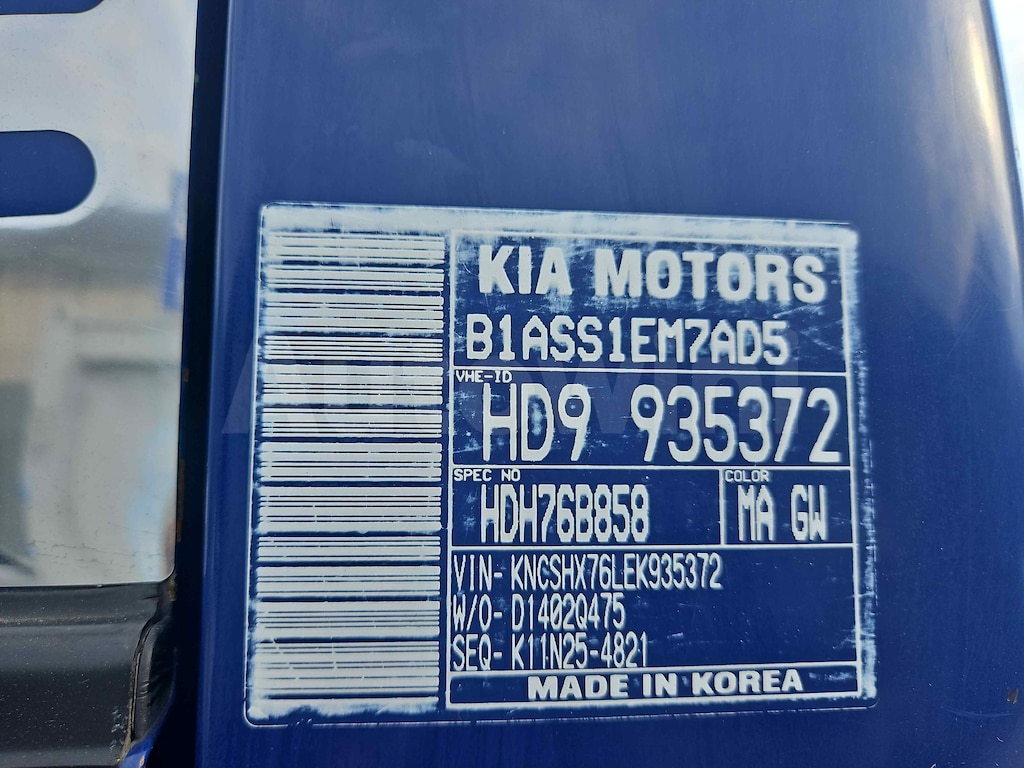 KIA MOTORS
B1ASS1EM7AD5
VHE-ID
HD9 935372
SPEC NO
COLOR
HDH76B858
MA GW
VIN- KNCSHX76LEK935372
W/O- D1402Q475
SEQ- K11N25-4821
MADE IN KOREA